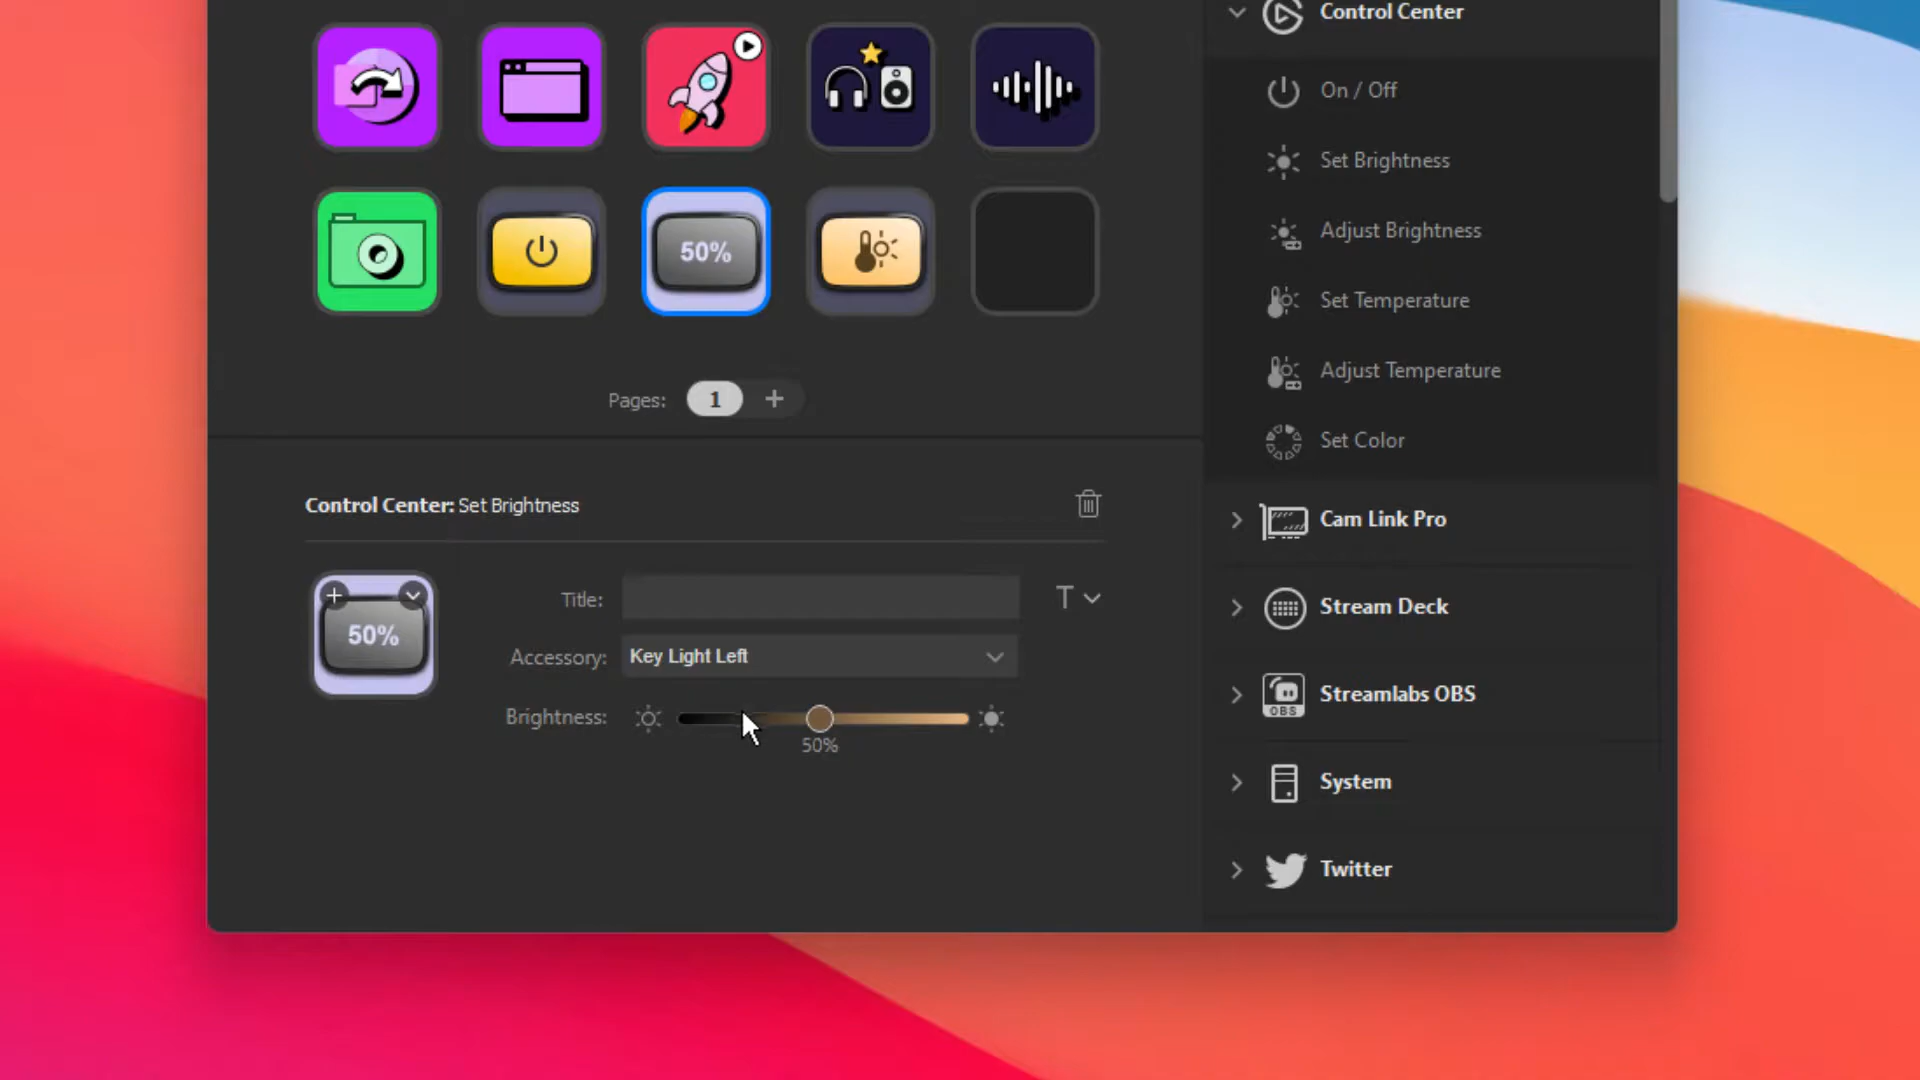 Control Center
On / Off
Set Brightness
Adjust Brightness
50%
Set Temperature
Adjust Temperature
Pages: 1 +
Set Color
Control Center: Set Brightness
Cam Link Pro
Title:
T
Stream Deck
50%
Accessory: Key Light Left
OBS
Streamlabs OBS
Brightness:
50%
System
Twitter